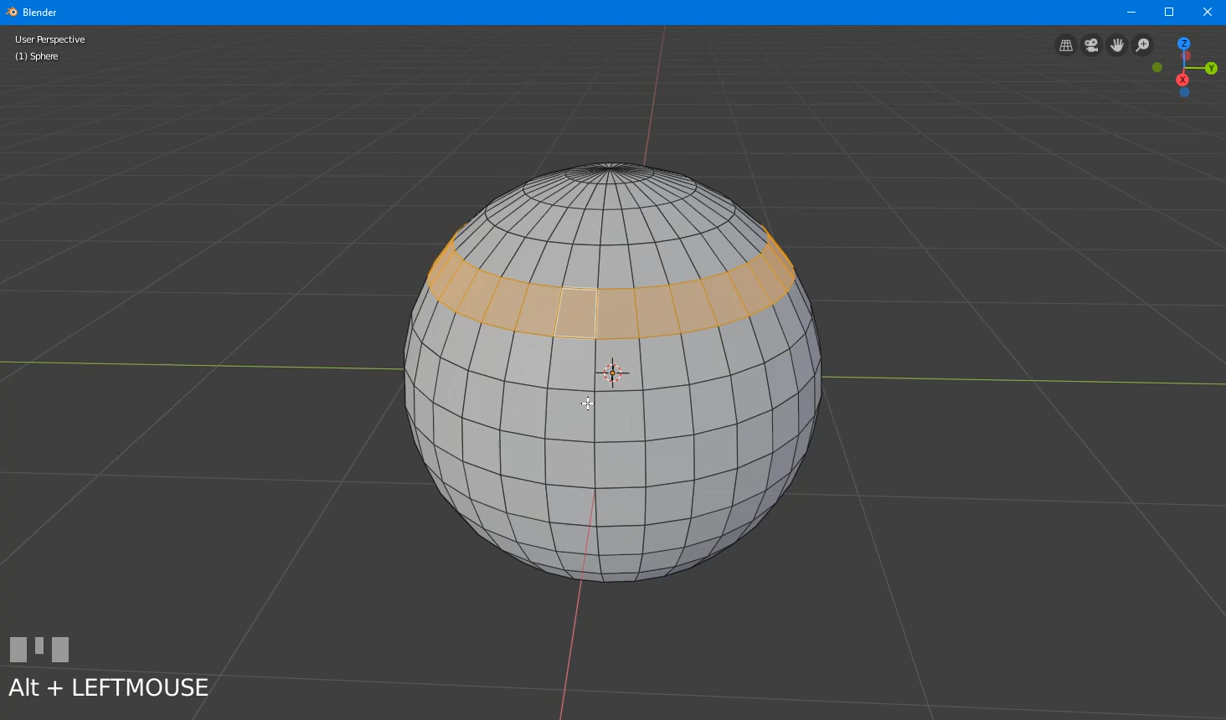 Blender
User Perspective
(1) Sphere
Z
Y
X
Alt + LEFTMOUSE